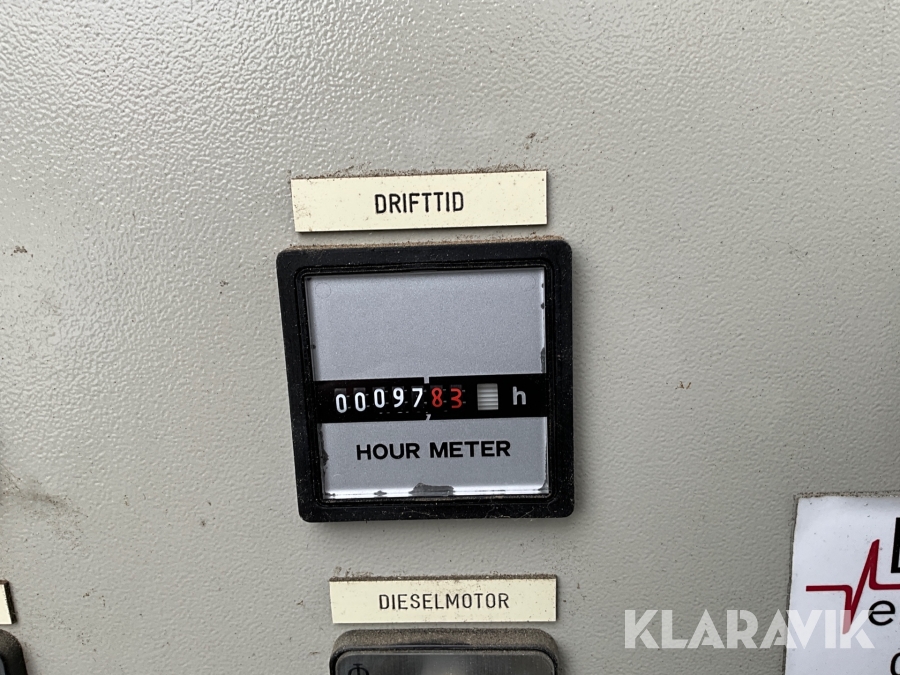 DRIFTTID
0009783 h
HOUR METER
DIESELMOTOR
KLARAVIK
e